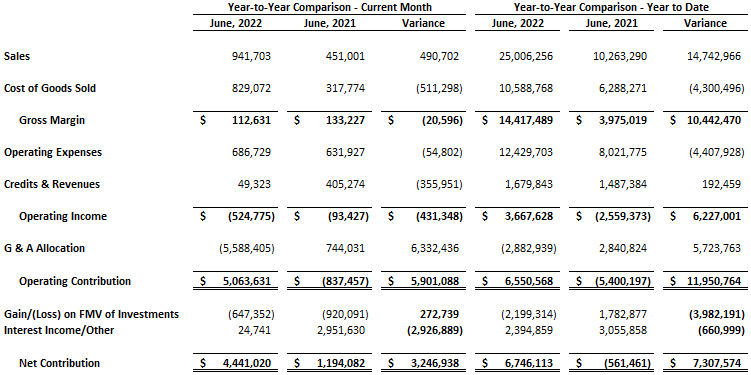 Year-to-Year Comparison - Current Month Year-to-Year Comparison - Year to Date
June, 2022 June, 2021 Variance June, 2022 June, 2021 Variance
Sales 941,703 451,001 490,702 25,006,256 10,263,290 14,742,966
Cost of Goods Sold 829,072 317,774 (511,298) 10,588,768 6,288,271 (4,300,496)
Gross Margin $ 112,631 $ 133,227 $ (20,596) $ 14,417,489 $ 3,975,019 $ 10,442,470
Operating Expenses 686,729 631,927 (54,802) 12,429,703 8,021,775 (4,407,928)
Credits & Revenues 49,323 405,274 (355,951) 1,679,843 1,487,384 192,459
Operating Income $ (524,775) $ (93,427) $ (431,348) $ 3,667,628 $ (2,559,373) $ 6,227,001
G & A Allocation (5,588,405) 744,031 6,332,436 (2,882,939) 2,840,824 5,723,763
Operating Contribution $ 5,063,631 $ (837,457) $ 5,901,088 $ 6,550,568 $ (5,400,197) $ 11,950,764
Gain/(Loss) on FMV of Investments (647,352) (920,091) 272,739 (2,199,314) 1,782,877 (3,982,191)
Interest Income/Other 24,741 2,951,630 (2,926,889) 2,394,859 3,055,858 (660,999)
Net Contribution $ 4,441,020 $ 1,194,082 $ 3,246,938 $ 6,746,113 $ (561,461) $ 7,307,574